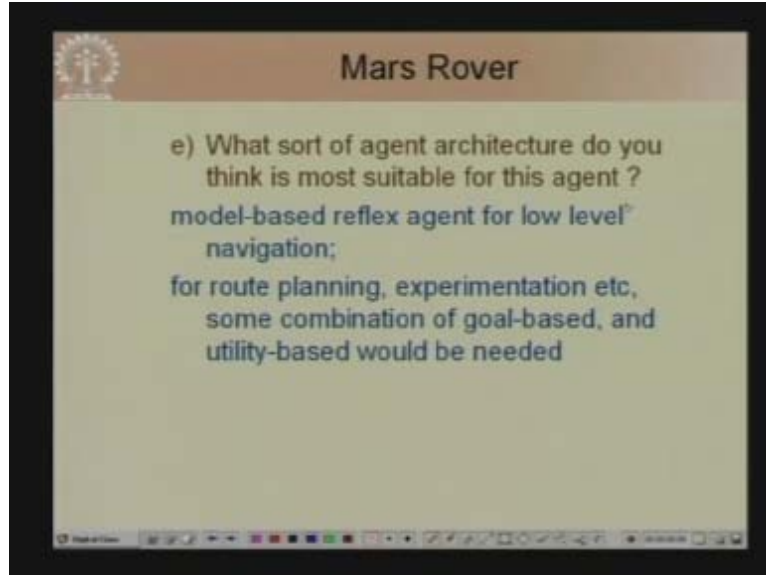 Mars Rover
e) What sort of agent architecture do you
think is most suitable for this agent ?
model-based reflex agent for low level
navigation;
for route planning, experimentation etc,
some combination of goal-based, and
utility-based would be needed